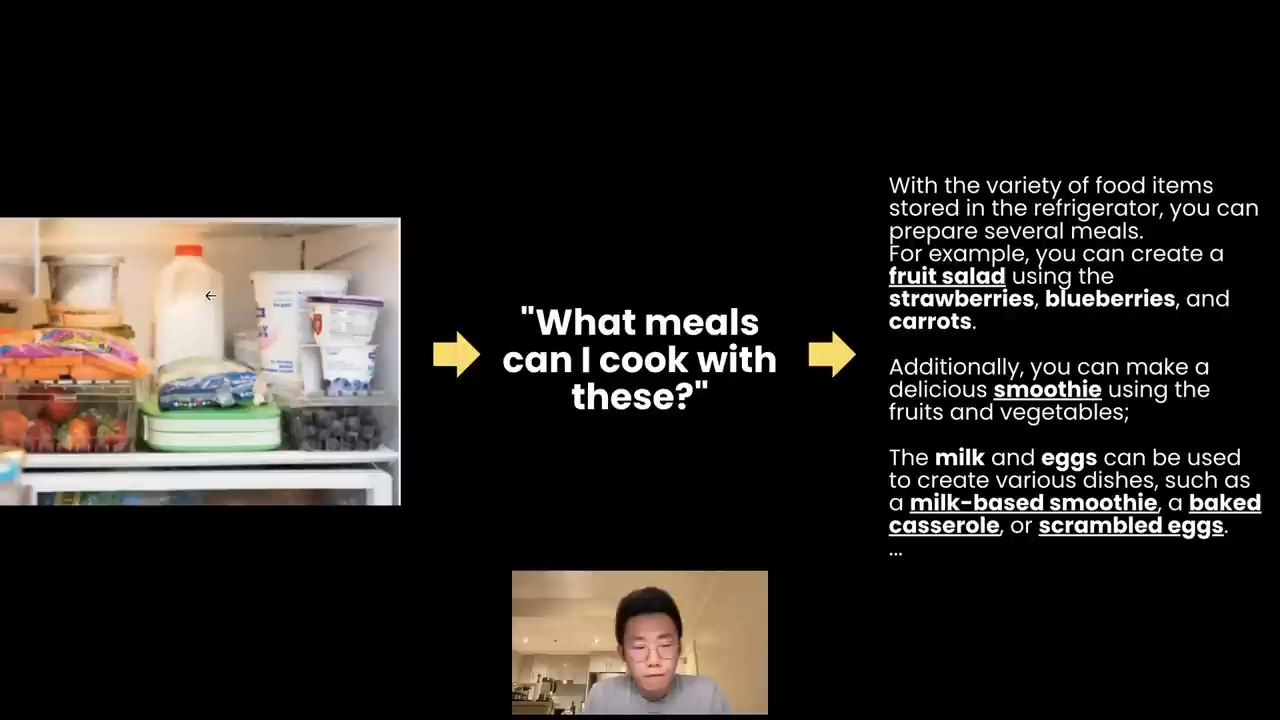 "What meals
can I cook with
these?"
With the variety of food items
stored in the refrigerator, you can
prepare several meals.
For example, you can create a
fruit salad using the
strawberries, blueberries, and
carrots.
Additionally, you can make a
delicious smoothie using the
fruits and vegetables;
The milk and eggs can be used
to create various dishes, such as
a milk-based smoothie, a baked
casserole, or scrambled eggs.
...